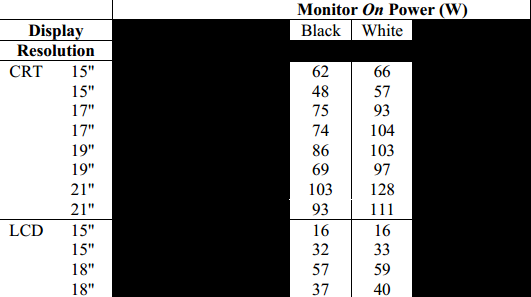 Monitor On Power (W)
Display Black White
Resolution
CRT 15" 62 66
15" 48 57
17" 75 93
17" 74 104
19" 86 103
19" 69 97
21" 103 128
21" 93 111
LCD 15" 16 16
15" 32 33
18" 57 59
18" 37 40